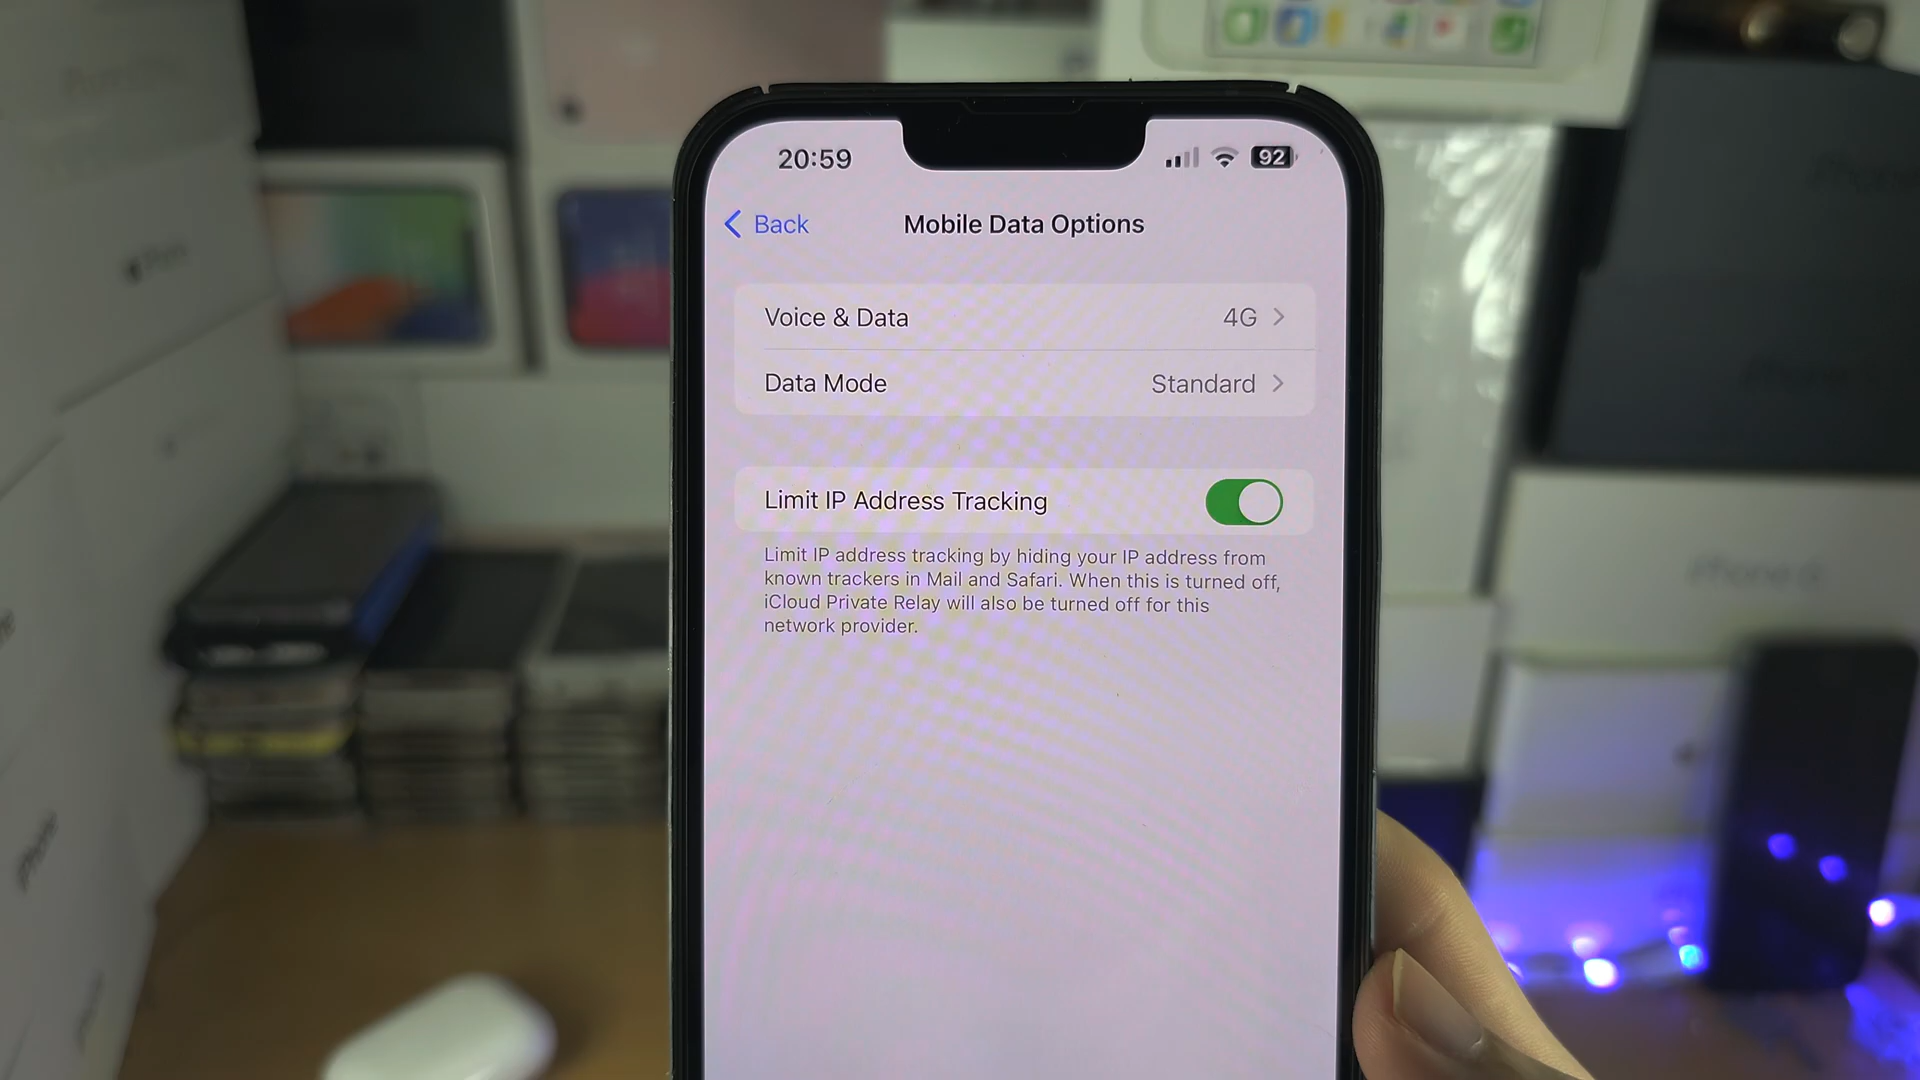 20:59
92
Back
Mobile Data Options
Voice & Data
4G
Data Mode
Standard
Limit IP Address Tracking
Limit IP address tracking by hiding your IP address from
known trackers in Mail and Safari. When this is turned off,
iCloud Private Relay will also be turned off for this
network provider.
iPhone